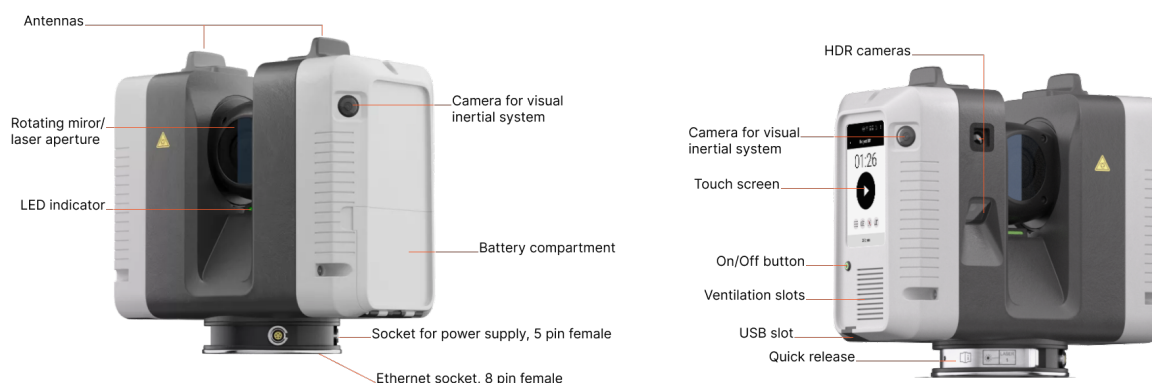 Antennas
Rotating miror/
laser aperture
LED indicator
Camera for visual
inertial system
Battery compartment
Socket for power supply, 5 pin female
Ethernet socket, 8 pin female
HDR cameras
Camera for visual
inertial system
Touch screen
01:26
On/Off button
Ventilation slots
USB slot
Quick release